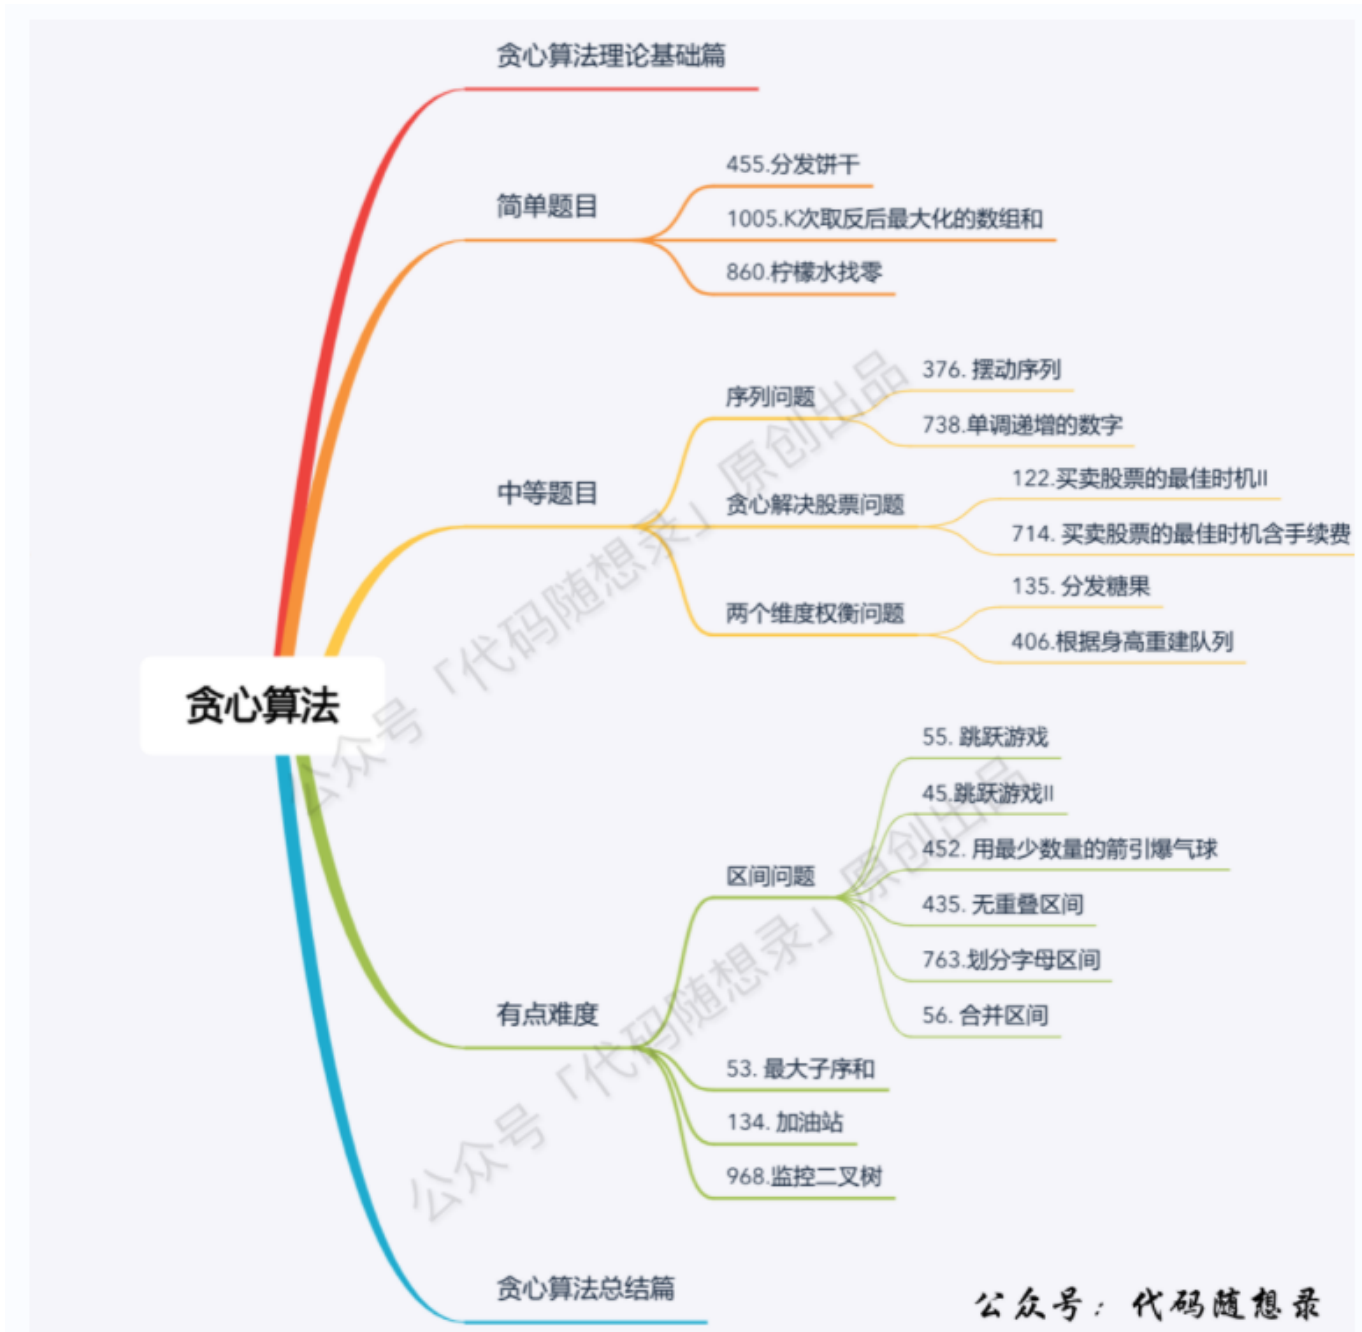 贪心算法理论基础篇
简单题目
455.分发饼干
1005.K次取反后最大化的数组和
860.柠檬水找零
中等题目
序列问题
376. 摆动序列
738.单调递增的数字
贪心解决股票问题
122.买卖股票的最佳时机II
714. 买卖股票的最佳时机含手续费
两个维度权衡问题
135. 分发糖果
406.根据身高重建队列
贪心算法
有点难度
区间问题
55. 跳跃游戏
45.跳跃游戏II
452. 用最少数量的箭引爆气球
435. 无重叠区间
763.划分字母区间
56. 合并区间
53. 最大子序和
134. 加油站
968.监控二叉树
贪心算法总结篇
公众号「代码随想录」原创出品
公众号「代码随想录」原创出品
公众号：代码随想录